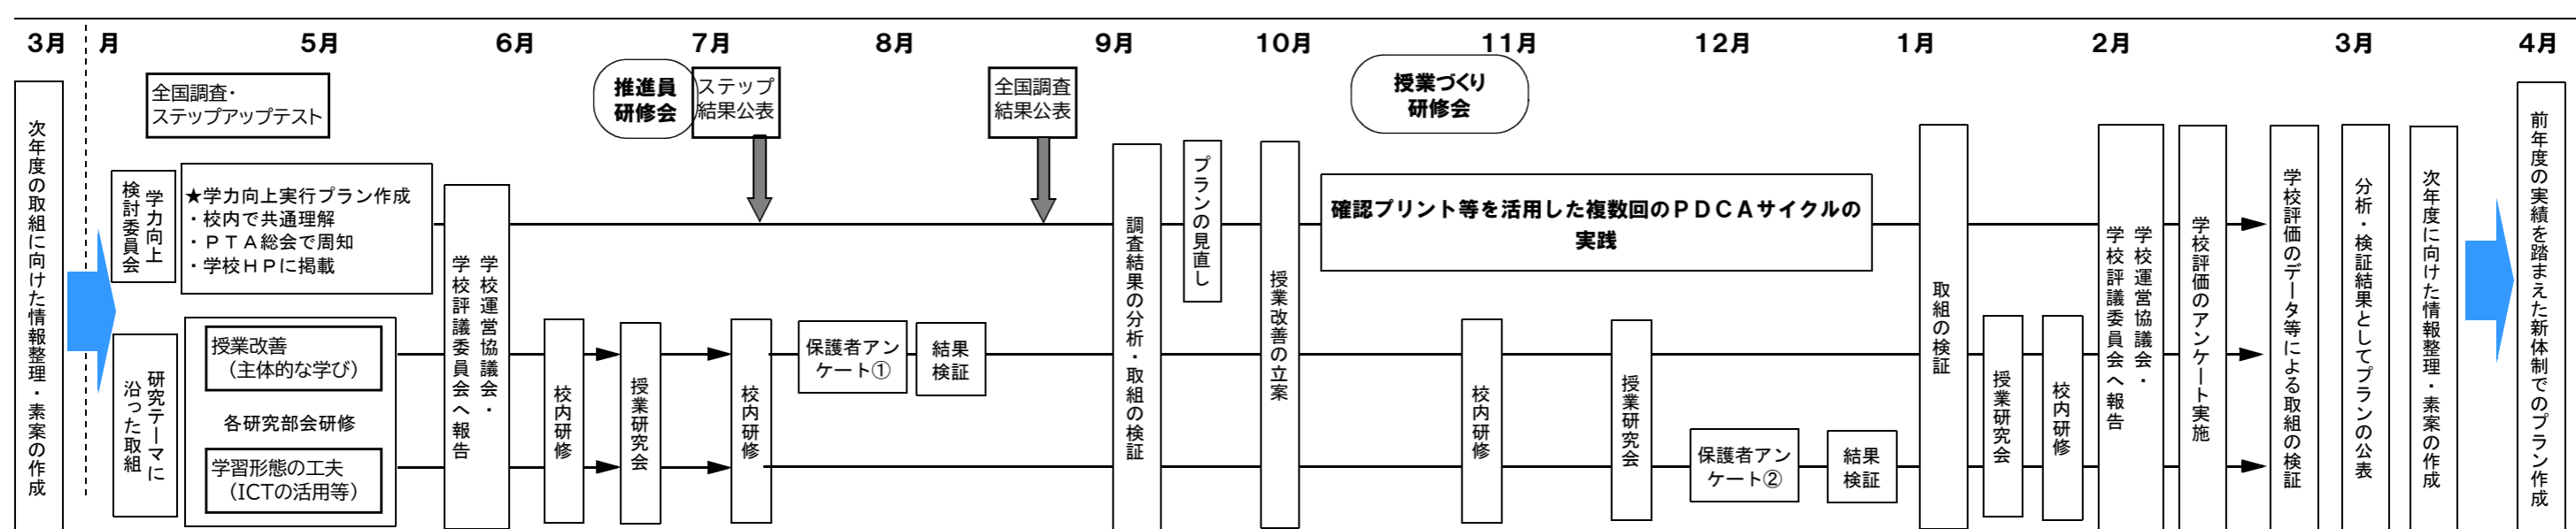 3月
月
5月
6月
7月
8月
9月
10月
11月
12月
1月
2月
3月
4月
次年度の取組に向けた情報整理・素案の作成
全国調査・
ステップアップテスト
学力向上
検討委員会
★学力向上実行プラン作成
・校内で共通理解
・ＰＴＡ総会で周知
・学校ＨＰに掲載
研究テーマに
沿った取組
授業改善
（主体的な学び）
各研究部会研修
学習形態の工夫
（ICTの活用等）
学校運営協議会・
学校評議委員会へ報告
校内研修
推進員
研修会
授業研究会
ステップ
結果公表
校内研修
保護者アン
ケート①
結果
検証
全国調査
結果公表
調査結果の分析・取組の検証
プランの見直し
授業改善の立案
授業づくり
研修会
確認プリント等を活用した複数回のＰＤＣＡサイクルの
実践
校内研修
授業研究会
保護者アン
ケート②
結果
検証
取組の検証
授業研究会
校内研修
学校運営協議会・
学校評議委員会へ報告
学校評価のアンケート実施
学校評価のデータ等による取組の検証
分析・検証結果としてプランの公表
次年度に向けた情報整理・素案の作成
前年度の実績を踏まえた新体制でのプラン作成